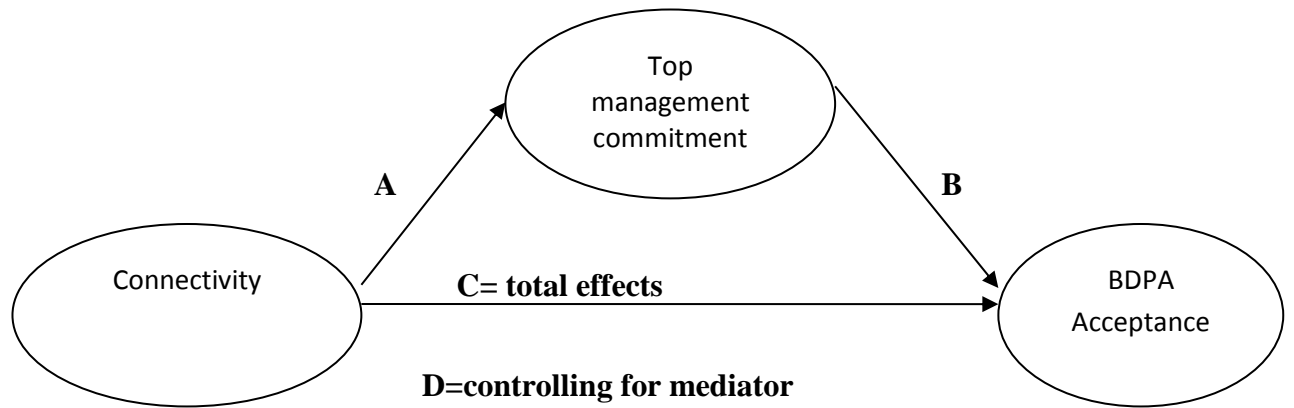 Top
management
commitment
A
B
Connectivity
C= total effects
BDPA
Acceptance
D=controlling for mediator